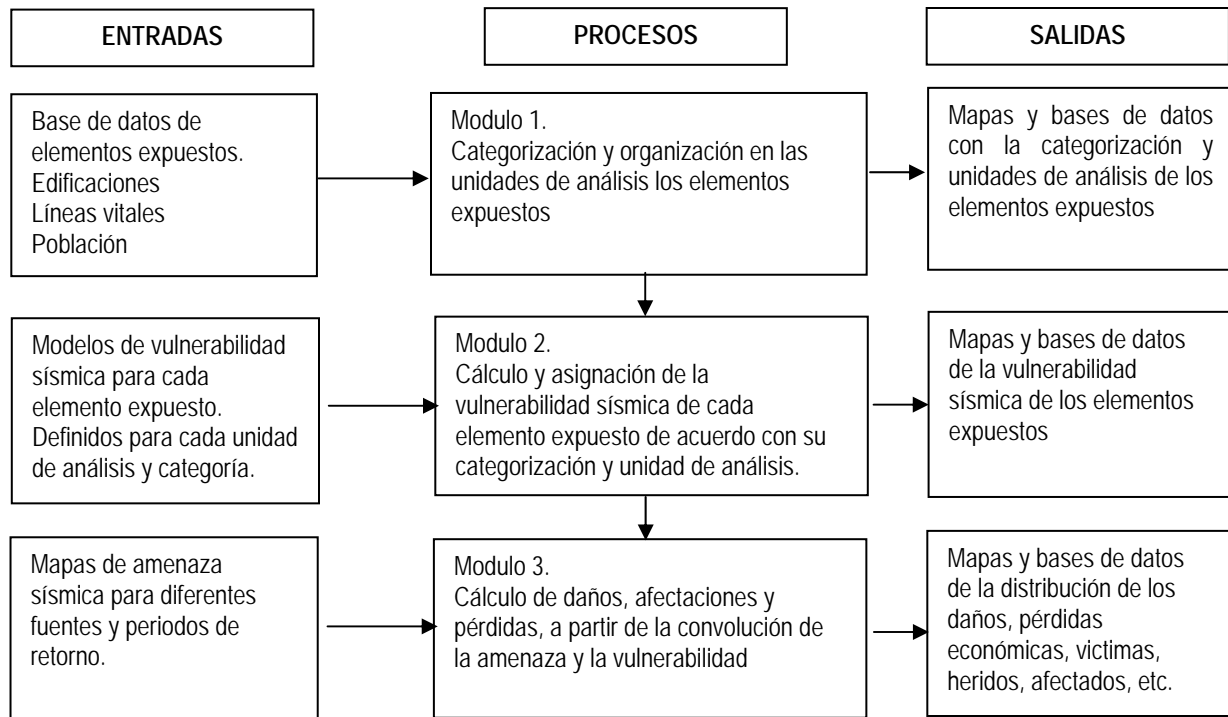 ENTRADAS
PROCESOS
SALIDAS
Base de datos de
elementos expuestos.
Edificaciones
Líneas vitales
Población
Modulo 1.
Categorización y organización en las
unidades de análisis los elementos
expuestos
Mapas y bases de datos
con la categorización y
unidades de análisis de los
elementos expuestos
Modelos de vulnerabilidad
sísmica para cada
elemento expuesto.
Definidos para cada unidad
de análisis y categoría.
Modulo 2.
Cálculo y asignación de la
vulnerabilidad sísmica de cada
elemento expuesto de acuerdo con su
categorización y unidad de análisis.
Mapas y bases de datos
de la vulnerabilidad
sísmica de los elementos
expuestos
Mapas de amenaza
sísmica para diferentes
fuentes y periodos de
retorno.
Modulo 3.
Cálculo de daños, afectaciones y
pérdidas, a partir de la convolución de
la amenaza y la vulnerabilidad
Mapas y bases de datos
de la distribución de los
daños, pérdidas
económicas, victimas,
heridos, afectados, etc.